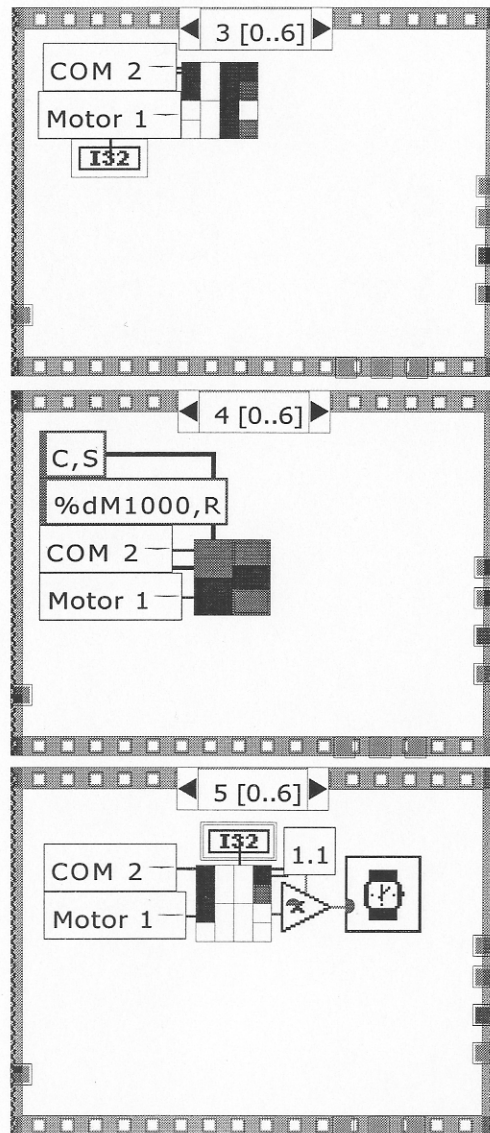 3 [0..6]
COM 2
Motor 1
I32
4 [0..6]
C,S
%dM1000,R
COM 2
Motor 1
5 [0..6]
I32
1.1
COM 2
Motor 1
x